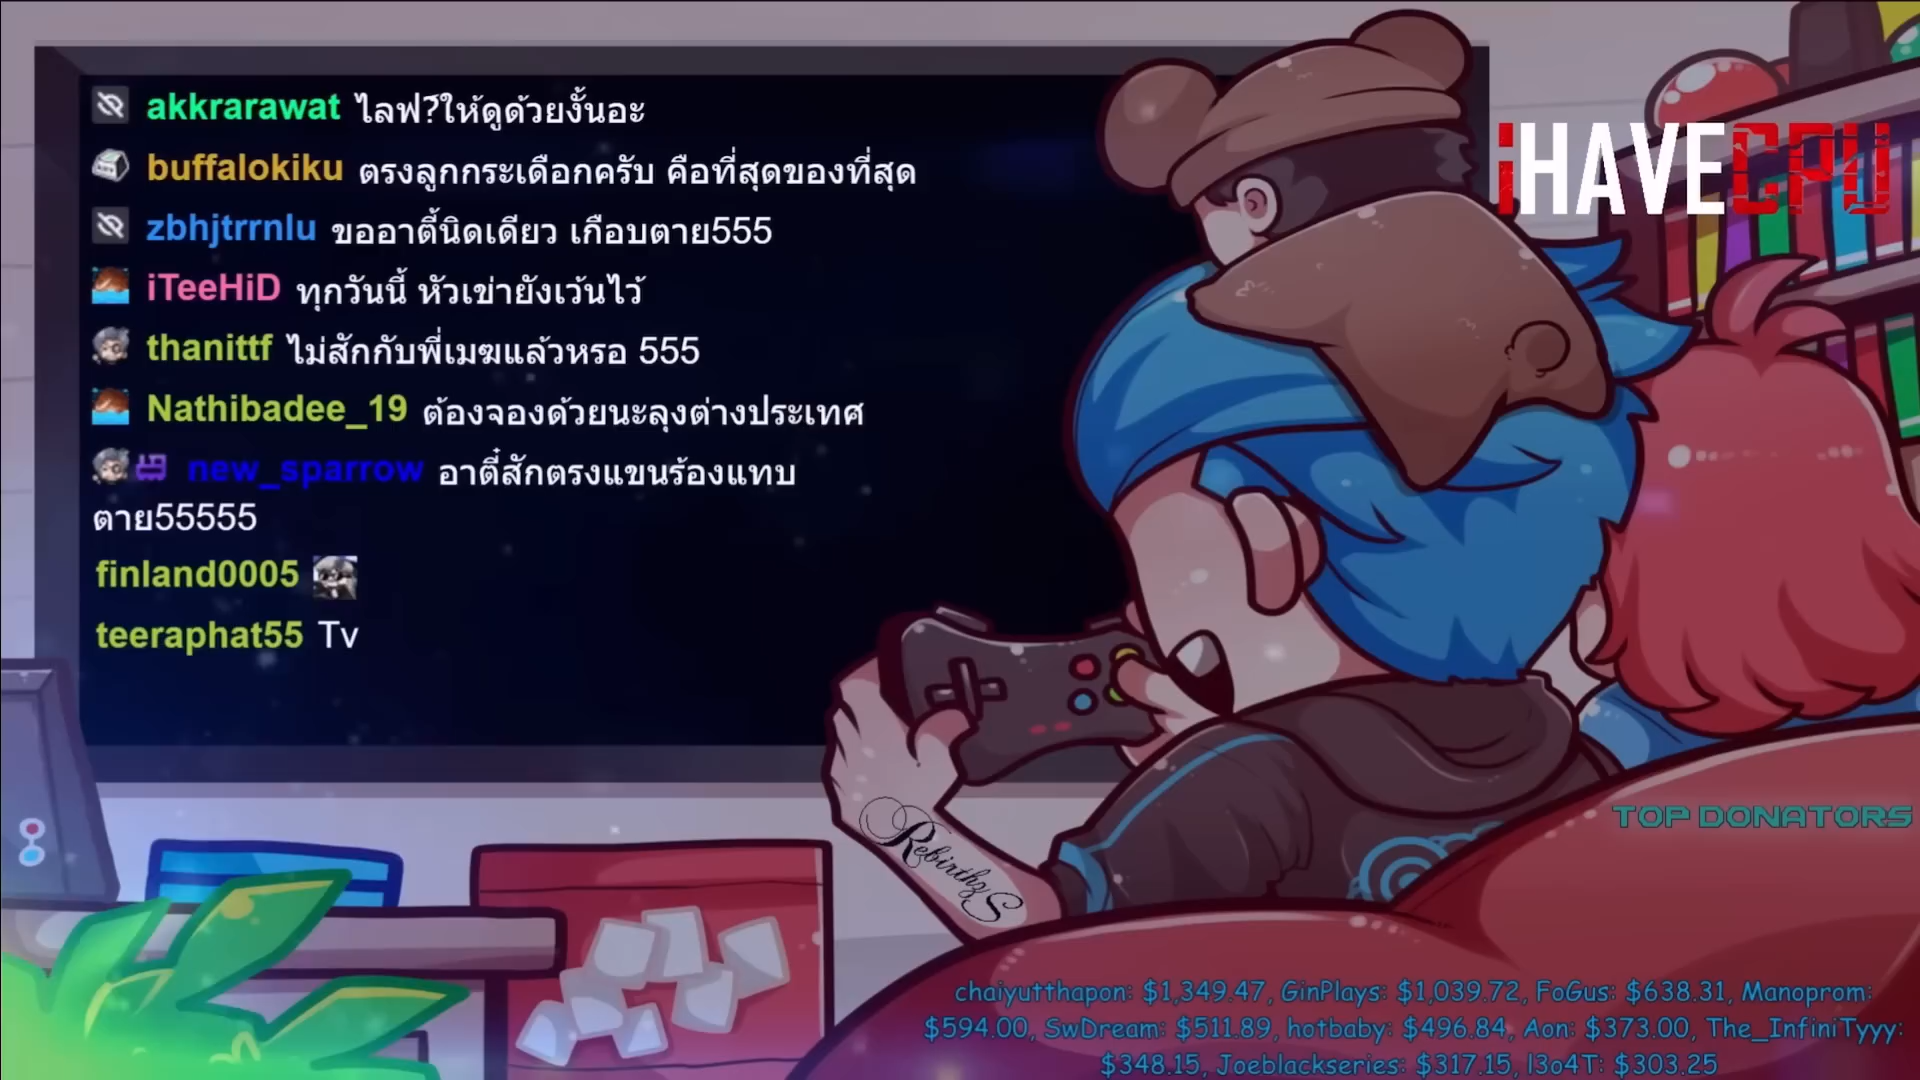 akkrarawat ไลฟ?ให้ดูด้วยงั้นอะ
buffalokiku ตรงลูกกระเดือกครับ คือที่สุดของที่สุด
zbhjtrrnlu ขออาตี้นิดเดียว เกือบตาย555
iTeeHiD ทุกวันนี้ หัวเข่ายังเว้นไว้
thanittf ไม่สักกับพี่เมฆแล้วหรอ 555
Nathibadee_19 ต้องจองด้วยนะลุงต่างประเทศ
new_sparrow อาตี๋สักตรงแขนร้องแทบ
ตาย55555
finland0005
teeraphat55 Tv
iHAVECPU
RebirthzS
TOP DONATORS
chaiyutthapon: $1,349.47, GinPlays: $1,039.72, FoGus: $638.31, Manoprom:
$594.00, SwDream: $511.89, hotbaby: $496.84, Aon: $373.00, The_InfiniTyyy:
$348.15, Joeblackseries: $317.15, l3o4T: $303.25